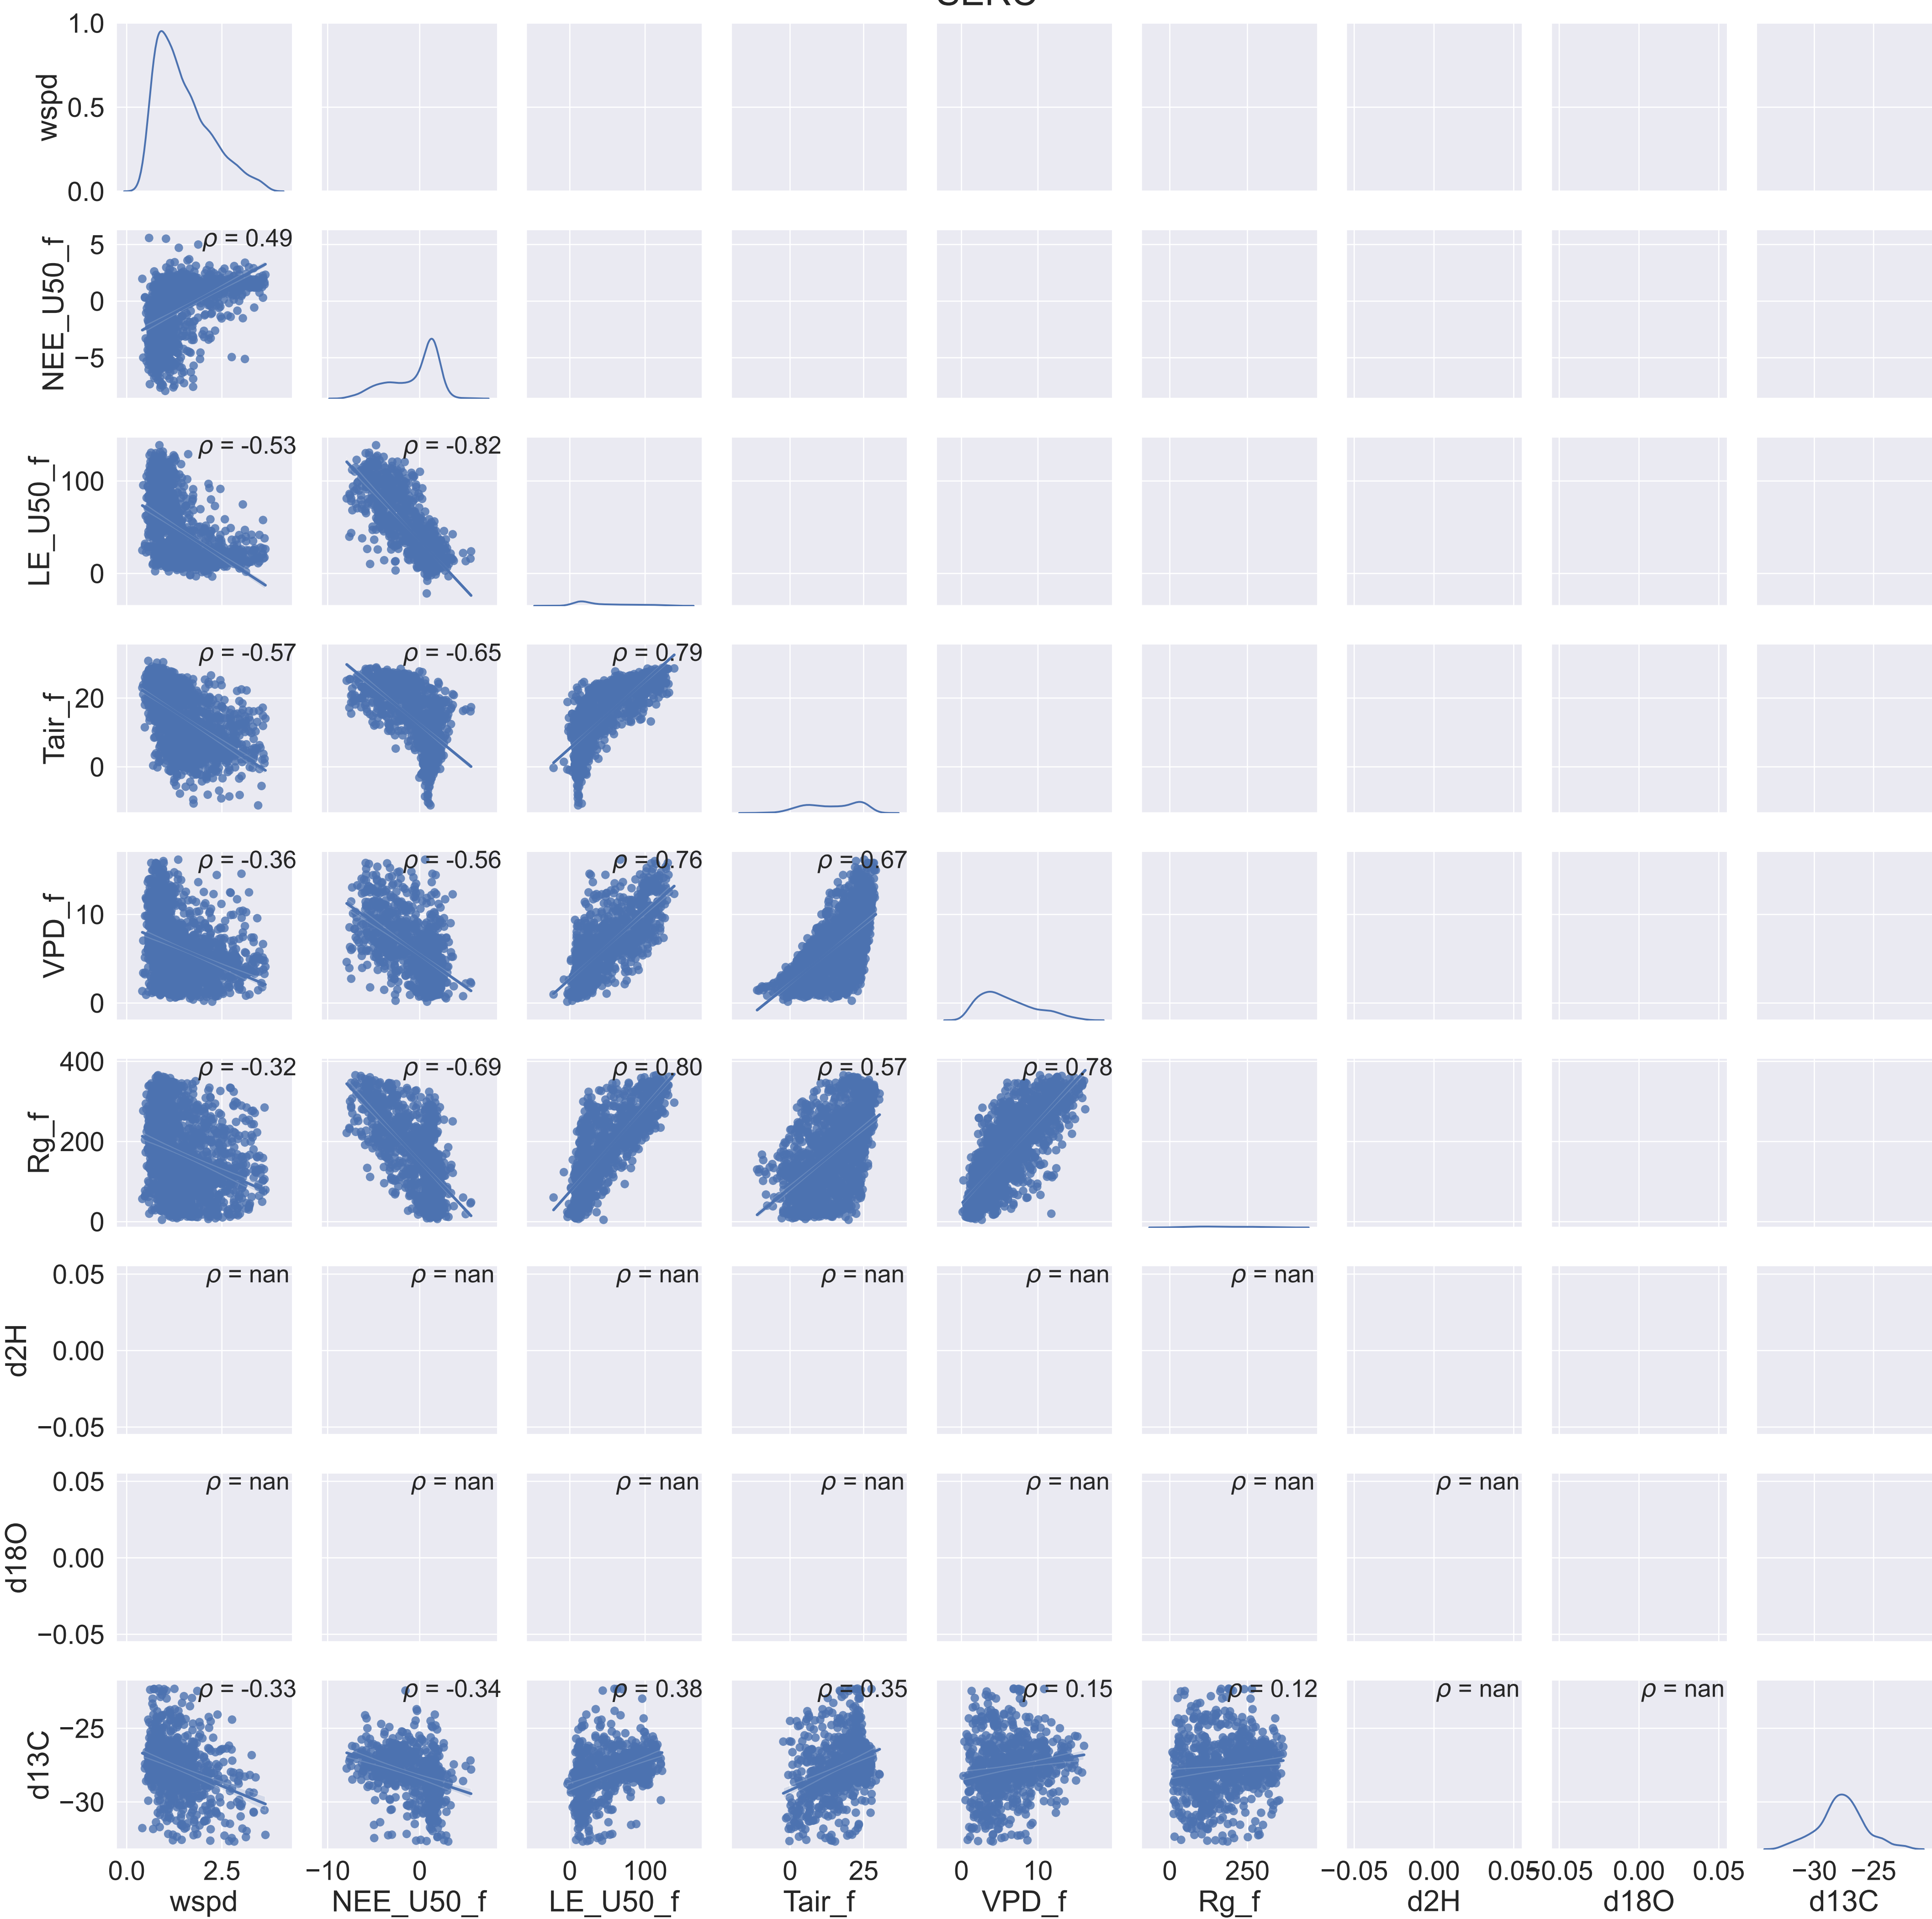 wspd
1.0
0.5
0.0
NEE_U50_f
5
0
−5
ρ = 0.49
LE_U50_f
100
0
ρ = -0.53
ρ = -0.82
Tair_f
20
0
ρ = -0.57
ρ = -0.65
ρ = 0.79
VPD_f
10
0
ρ = -0.36
ρ = -0.56
ρ = 0.76
ρ = 0.67
Rg_f
400
200
0
ρ = -0.32
ρ = -0.69
ρ = 0.80
ρ = 0.57
ρ = 0.78
d2H
0.05
0.00
−0.05
ρ = nan
ρ = nan
ρ = nan
ρ = nan
ρ = nan
ρ = nan
d18O
0.05
0.00
−0.05
ρ = nan
ρ = nan
ρ = nan
ρ = nan
ρ = nan
ρ = nan
ρ = nan
d13C
−25
−30
ρ = -0.33
ρ = -0.34
ρ = 0.38
ρ = 0.35
ρ = 0.15
ρ = 0.12
ρ = nan
ρ = nan
0.0 2.5
−10 0
0 100
0 25
0 10
0 250
−0.05 0.00 0.05
−0.05 0.00 0.05
−30 −25
wspd
NEE_U50_f
LE_U50_f
Tair_f
VPD_f
Rg_f
d2H
d18O
d13C